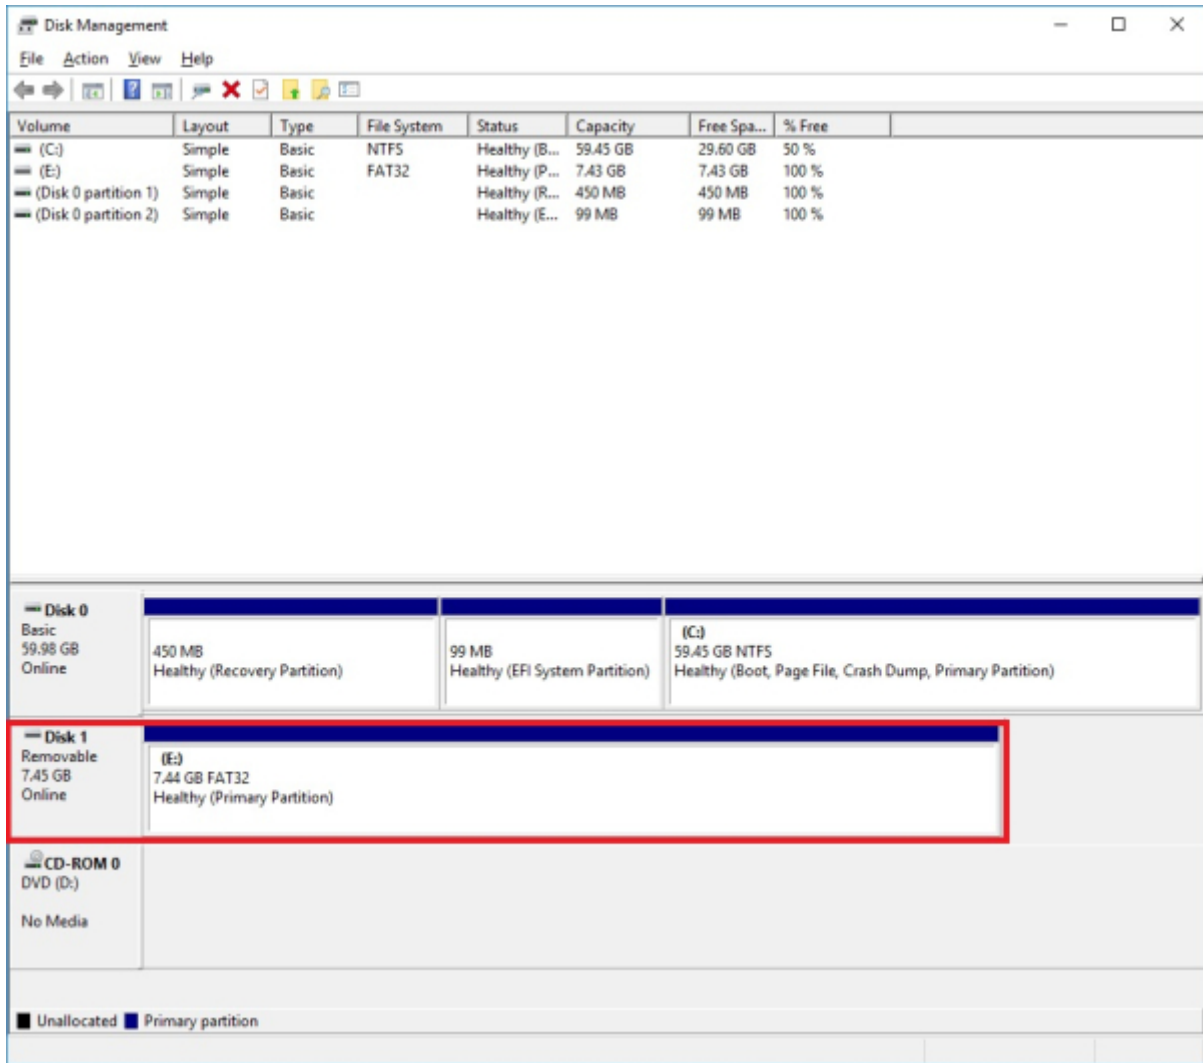 Disk Management
File Action View Help
Volume Layout Type File System Status Capacity Free Spa... % Free
(C:) Simple Basic NTFS Healthy (B... 59.45 GB 29.60 GB 50 %
(E:) Simple Basic FAT32 Healthy (P... 7.43 GB 7.43 GB 100 %
(Disk 0 partition 1) Simple Basic Healthy (R... 450 MB 450 MB 100 %
(Disk 0 partition 2) Simple Basic Healthy (E... 99 MB 99 MB 100 %
Disk 0
Basic
59.98 GB
Online
450 MB
Healthy (Recovery Partition)
99 MB
Healthy (EFI System Partition)
(C:)
59.45 GB NTFS
Healthy (Boot, Page File, Crash Dump, Primary Partition)
Disk 1
Removable
7.45 GB
Online
(E:)
7.44 GB FAT32
Healthy (Primary Partition)
CD-ROM 0
DVD (D:)
No Media
Unallocated Primary partition